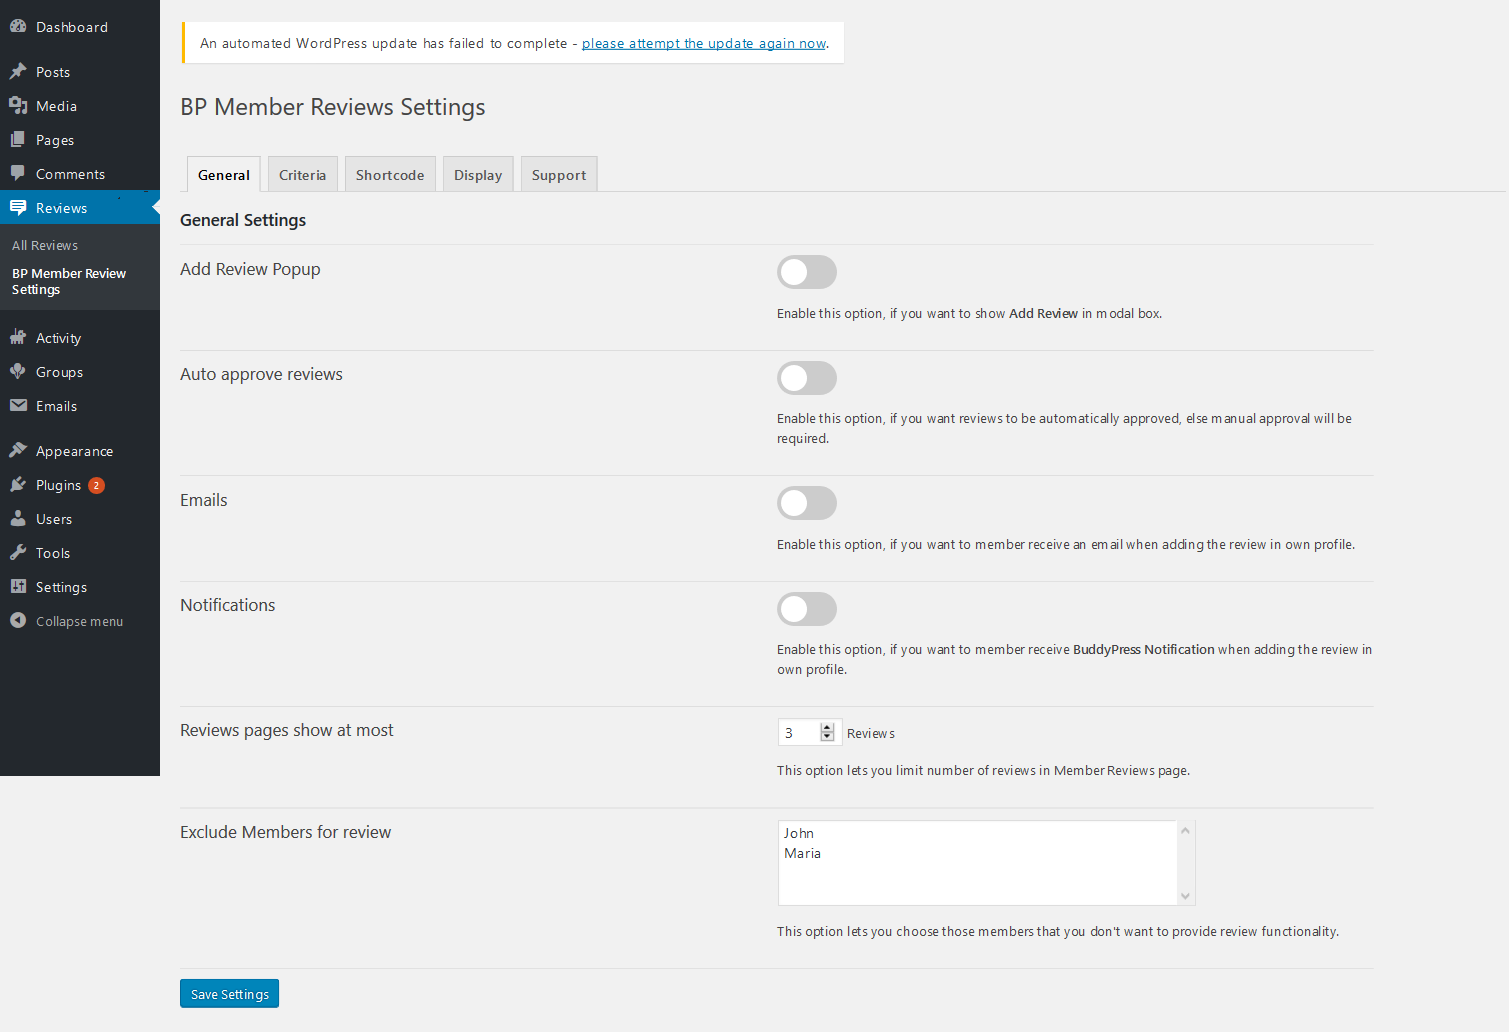 Dashboard
Posts
Media
Pages
Comments
Reviews
All Reviews
BP Member Review
Settings
Activity
Groups
Emails
Appearance
Plugins 2
Users
Tools
Settings
Collapse menu
An automated WordPress update has failed to complete - please attempt the update again now.
BP Member Reviews Settings
General Criteria Shortcode Display Support
General Settings
Add Review Popup
Enable this option, if you want to show Add Review in modal box.
Auto approve reviews
Enable this option, if you want reviews to be automatically approved, else manual approval will be
required.
Emails
Enable this option, if you want to member receive an email when adding the review in own profile.
Notifications
Enable this option, if you want to member receive BuddyPress Notification when adding the review in
own profile.
Reviews pages show at most
3 Reviews
This option lets you limit number of reviews in Member Reviews page.
Exclude Members for review
John
Maria
This option lets you choose those members that you don't want to provide review functionality.
Save Settings